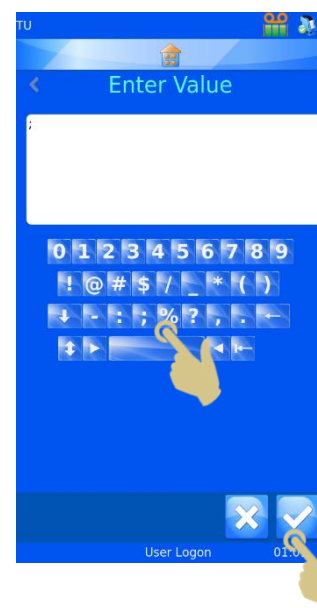 TU
Enter Value
;
0 1 2 3 4 5 6 7 8 9
! @ # $ / _ * ( )
- : ; % ? , .
User Logon